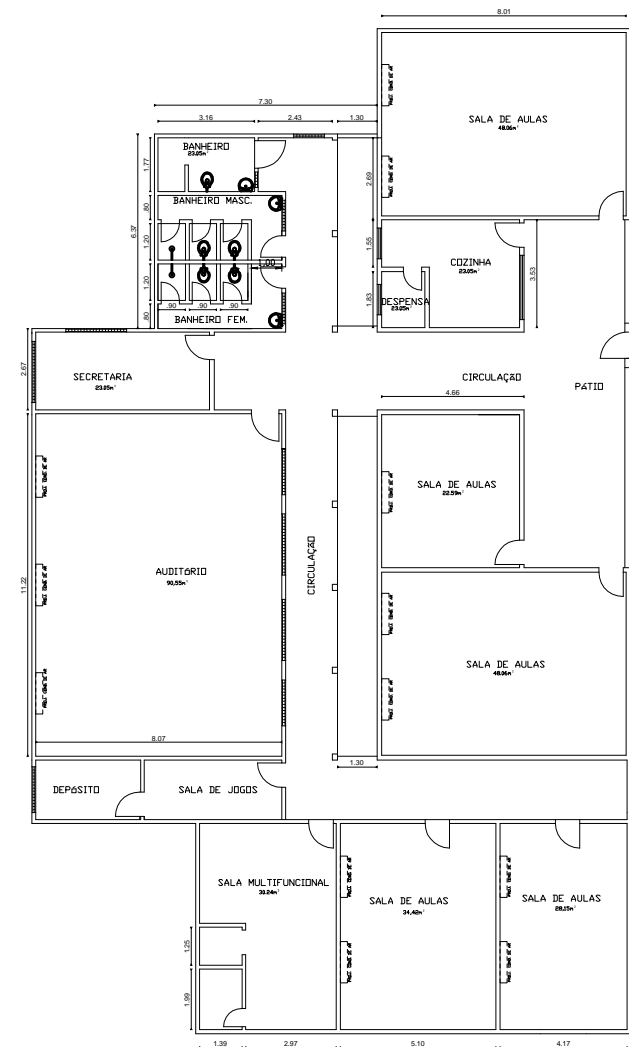 8.01
SALA DE AULAS
48.06m²
7.30
3.16
2.43
1.30
BANHEIRO
23.05m²
1.77
2.69
BANHEIRO MASC.
.80
6.37
1.20
1.55
COZINHA
23.05m²
3.53
1.00
1.20
1.83
DESPENSA
23.05m²
.90
.90
.90
.80
BANHEIRO FEM.
2.67
SECRETARIA
23.05m²
CIRCULAÇÃO
PÁTIO
4.66
SALA DE AULAS
22.59m²
CIRCULAÇÃO
AUDITÓRIO
90,55m²
11.22
SALA DE AULAS
48.06m²
8.07
1.30
DEPÓSITO
SALA DE JOGOS
SALA MULTIFUNCIONAL
30.24m²
SALA DE AULAS
34,42m²
SALA DE AULAS
28,15m²
1.25
1.99
1.39
2.97
5.10
4.17